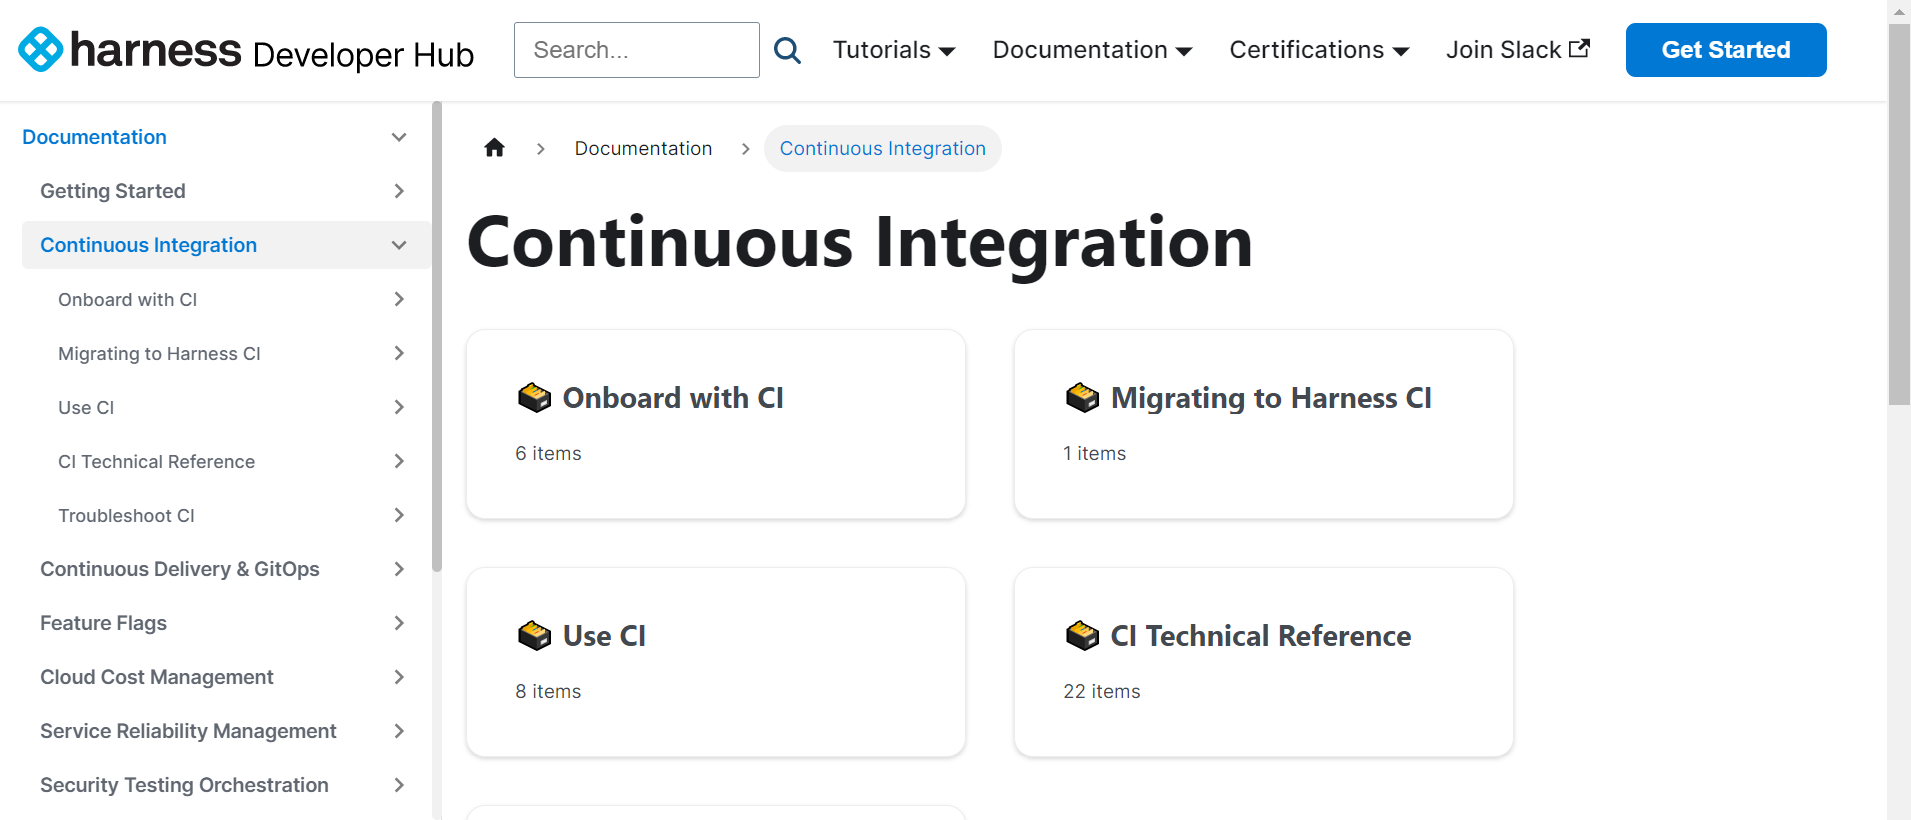 harness Developer Hub
Search...
Tutorials
Documentation
Certifications
Join Slack
Get Started
Documentation
Getting Started
Continuous Integration
Onboard with CI
Migrating to Harness CI
Use CI
CI Technical Reference
Troubleshoot CI
Continuous Delivery & GitOps
Feature Flags
Cloud Cost Management
Service Reliability Management
Security Testing Orchestration
Documentation
Continuous Integration
Continuous Integration
Onboard with CI
6 items
Migrating to Harness CI
1 items
Use CI
8 items
CI Technical Reference
22 items